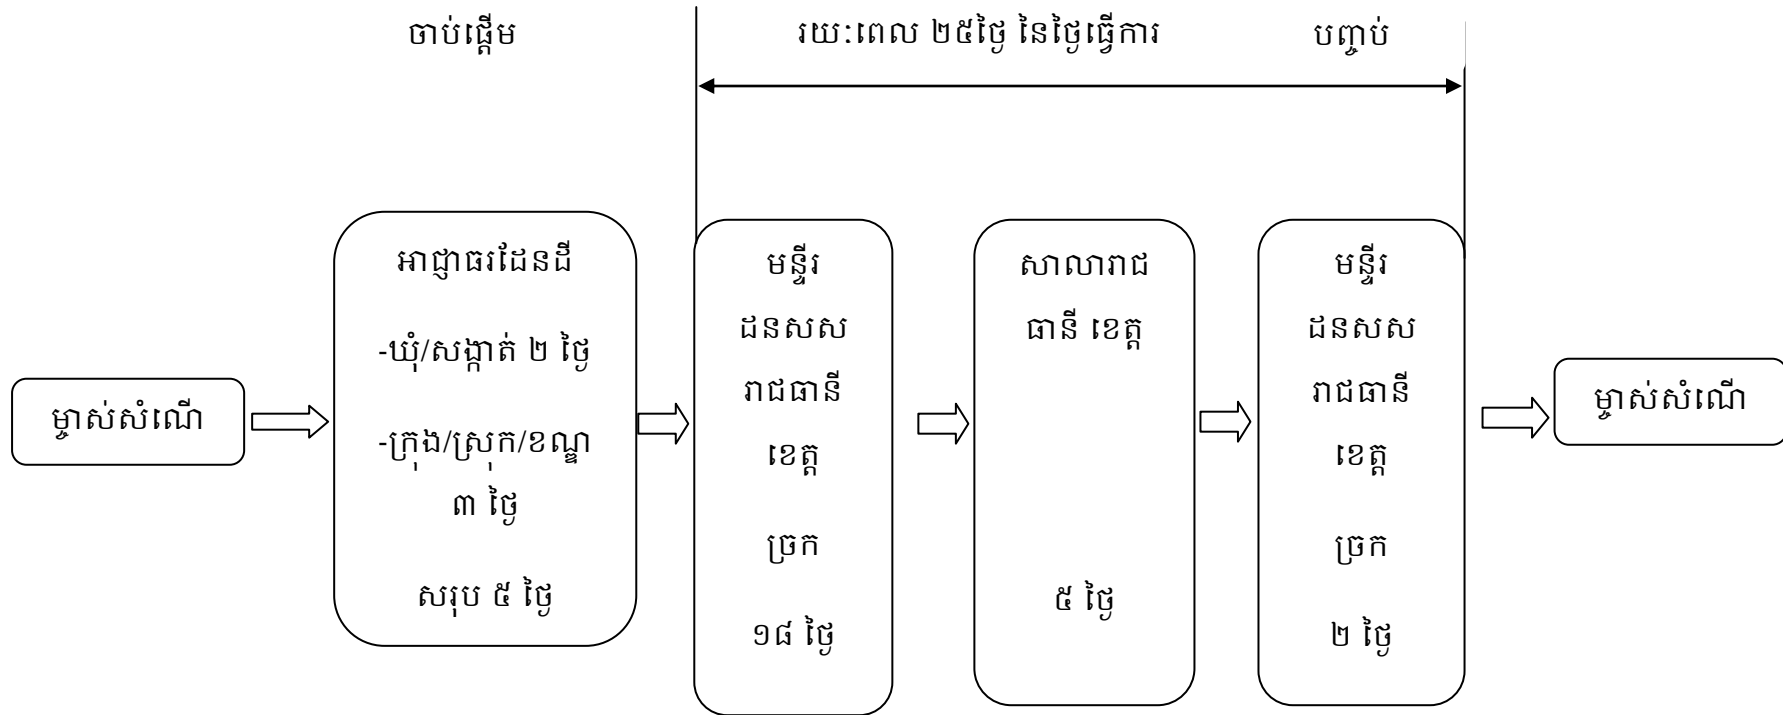 ចាប់ផ្តើម
រយៈពេល ២៥ថ្ងៃ នៃថ្ងៃធ្វើការ
បញ្ចប់
ម្ចាស់សំណើ
អាជ្ញាធរដែនដី
-ឃុំ/សង្កាត់ ២ ថ្ងៃ
-ក្រុង/ស្រុក/ខណ្ឌ
៣ ថ្ងៃ
សរុប ៥ ថ្ងៃ
មន្ទីរ
ដនសស
រាជធានី
ខេត្ត
ច្រក
១៨ ថ្ងៃ
សាលារាជ
ធានី ខេត្ត
៥ ថ្ងៃ
មន្ទីរ
ដនសស
រាជធានី
ខេត្ត
ច្រក
២ ថ្ងៃ
ម្ចាស់សំណើ